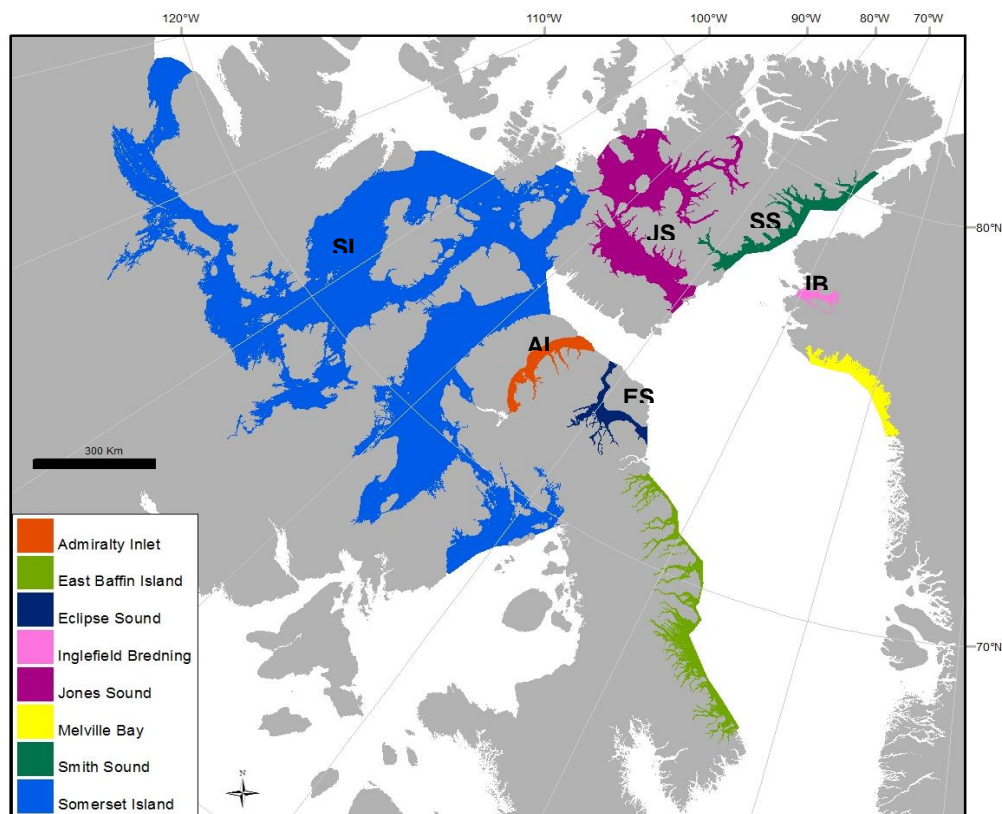 120°W 110°W 100°W 90°W 80°W 70°W
80°N
SS
JS
SI
IB
AI
ES
300 Km
Admiralty Inlet
East Baffin Island
Eclipse Sound
Inglefield Bredning
Jones Sound
Melville Bay
Smith Sound
Somerset Island
70°N
N